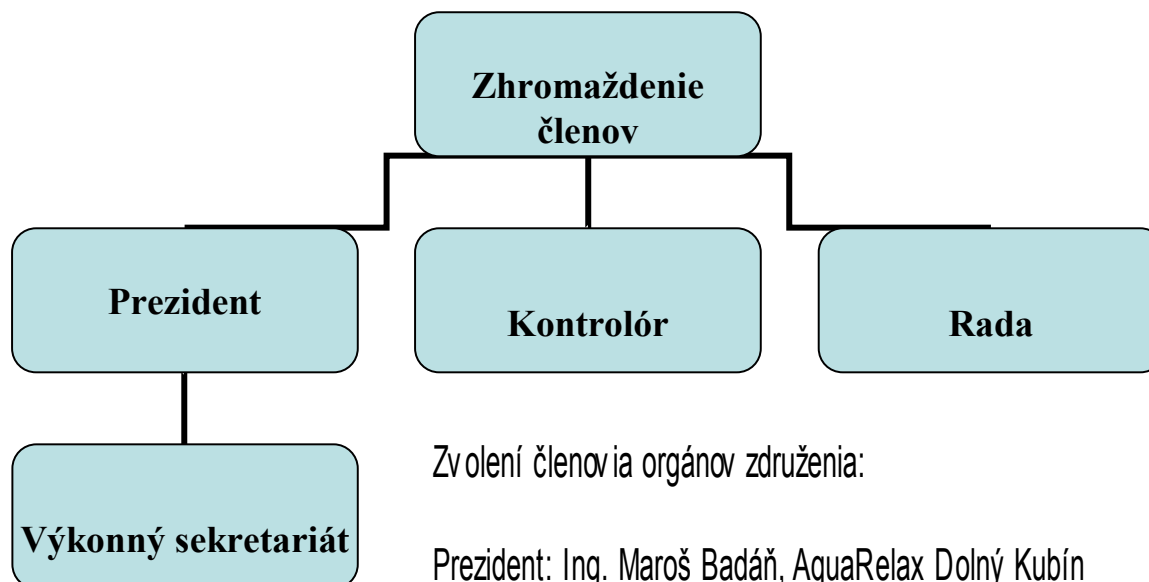 Zhromaždenie
členov
Prezident
Kontrolór
Rada
Výkonný sekretariát
Zvolení členovia orgánov združenia:
Prezident: Ing. Maroš Badáň, AquaRelax Dolný Kubín